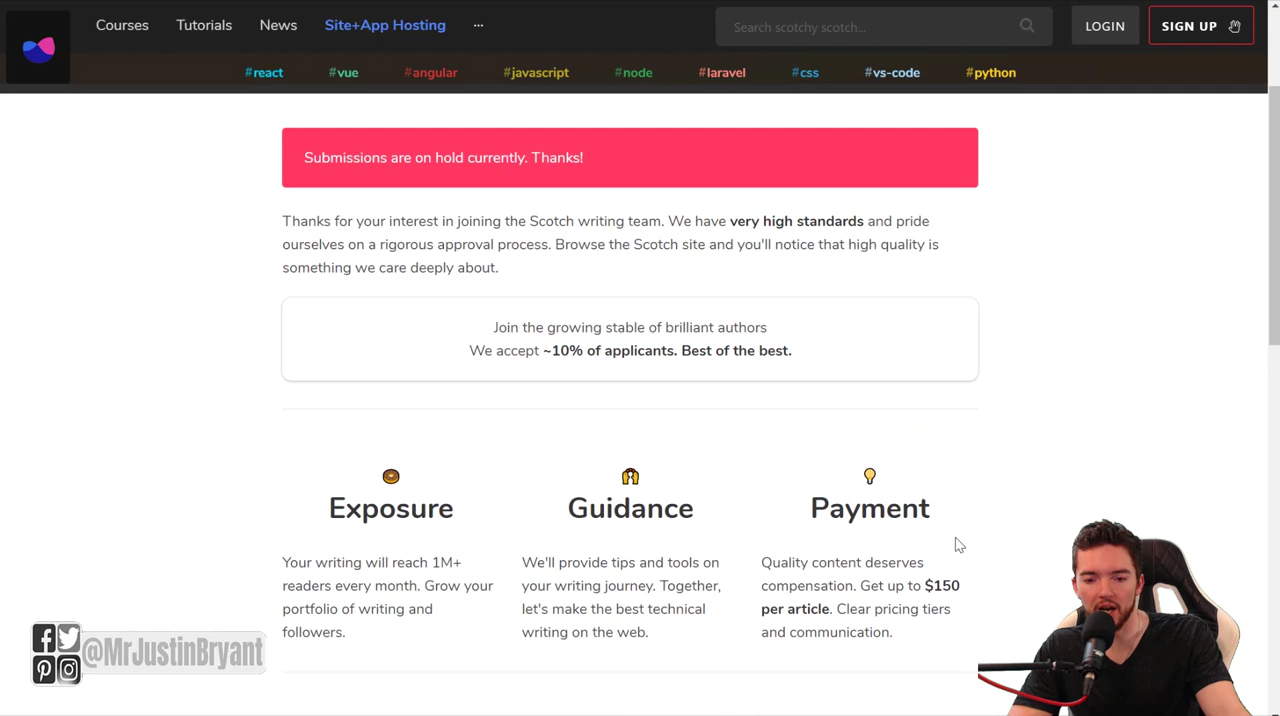 Courses Tutorials News Site+App Hosting ... Search scotchy scotch... LOGIN SIGN UP
#react #vue #angular #javascript #node #laravel #css #vs-code #python
Submissions are on hold currently. Thanks!
Thanks for your interest in joining the Scotch writing team. We have very high standards and pride
ourselves on a rigorous approval process. Browse the Scotch site and you'll notice that high quality is
something we care deeply about.
Join the growing stable of brilliant authors
We accept ~10% of applicants. Best of the best.
Exposure
Your writing will reach 1M+
readers every month. Grow your
portfolio of writing and
followers.
Guidance
We'll provide tips and tools on
your writing journey. Together,
let's make the best technical
writing on the web.
Payment
Quality content deserves
compensation. Get up to $150
per article. Clear pricing tiers
and communication.
@MrJustinBryant